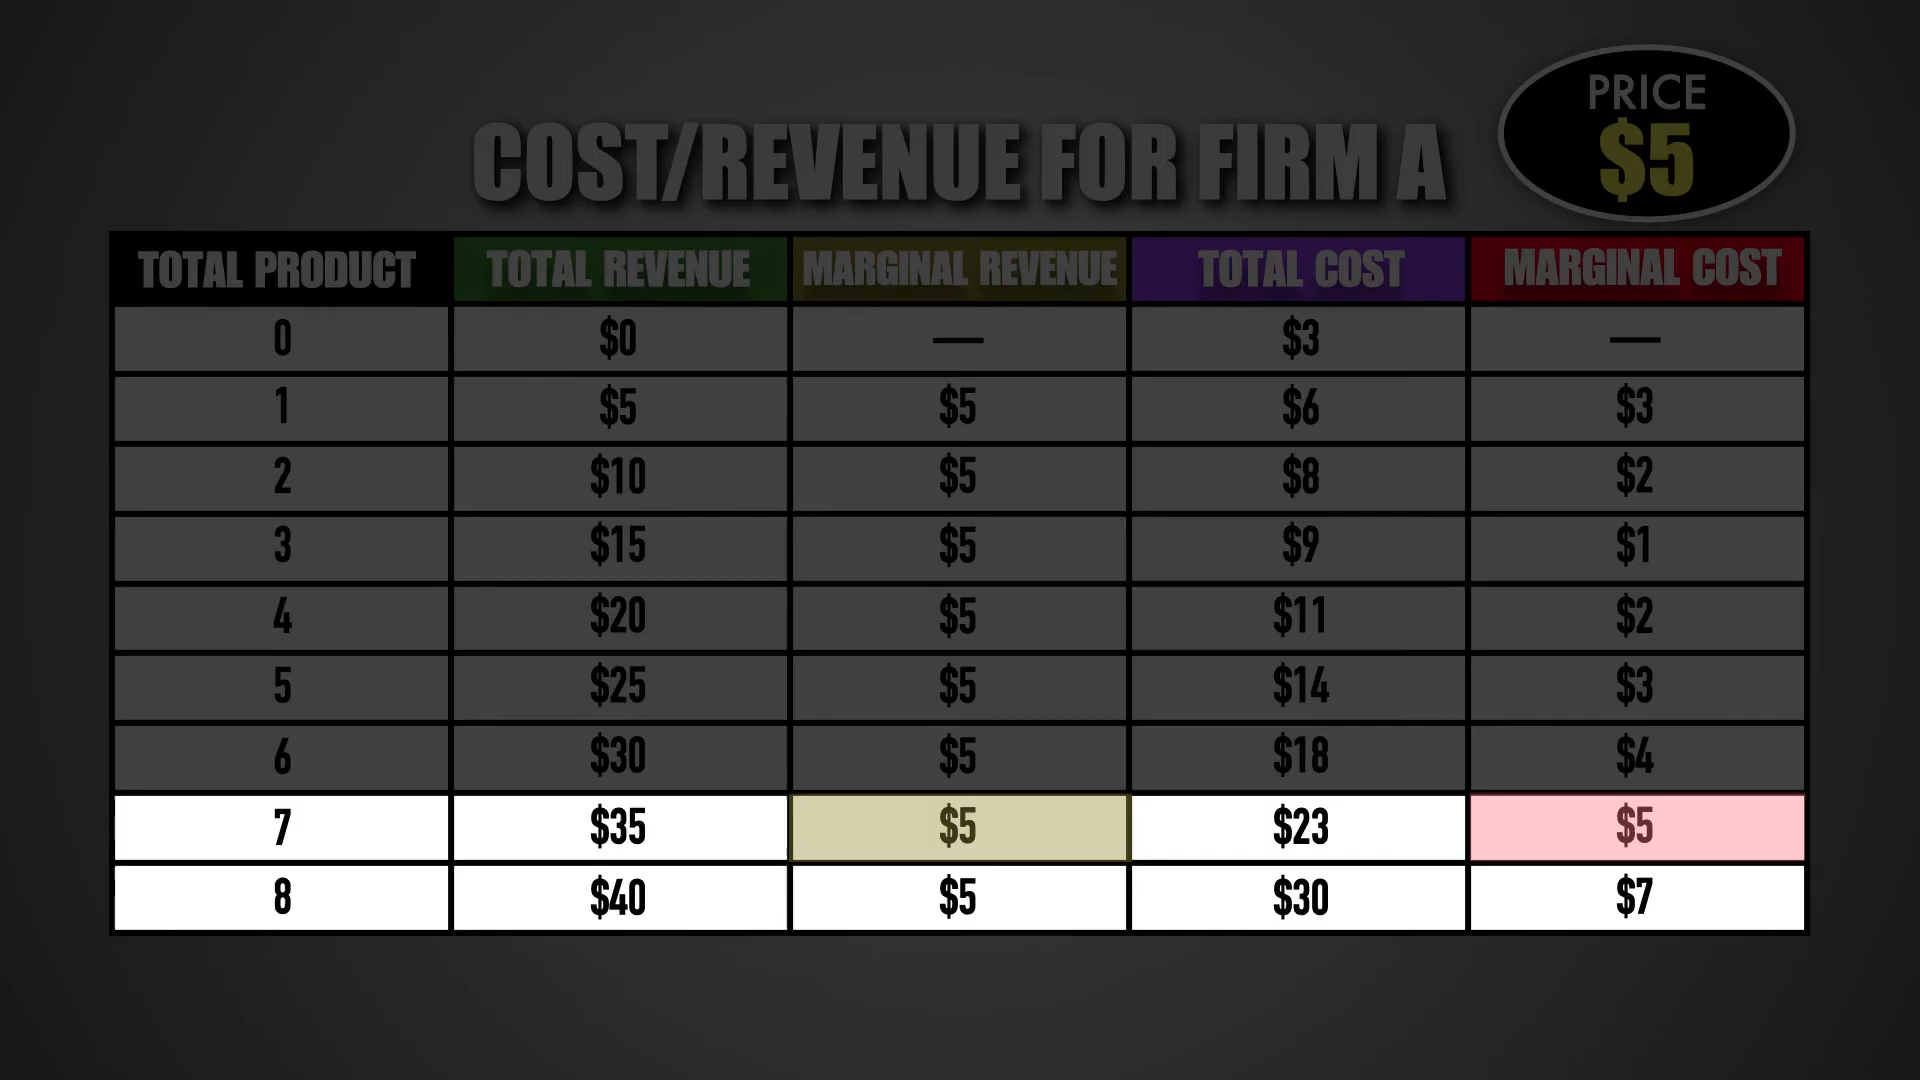 PRICE
$5
COST/REVENUE FOR FIRM A
TOTAL PRODUCT TOTAL REVENUE MARGINAL REVENUE TOTAL COST MARGINAL COST
0 $0 — $3 —
1 $5 $5 $6 $3
2 $10 $5 $8 $2
3 $15 $5 $9 $1
4 $20 $5 $11 $2
5 $25 $5 $14 $3
6 $30 $5 $18 $4
7 $35 $5 $23 $5
8 $40 $5 $30 $7